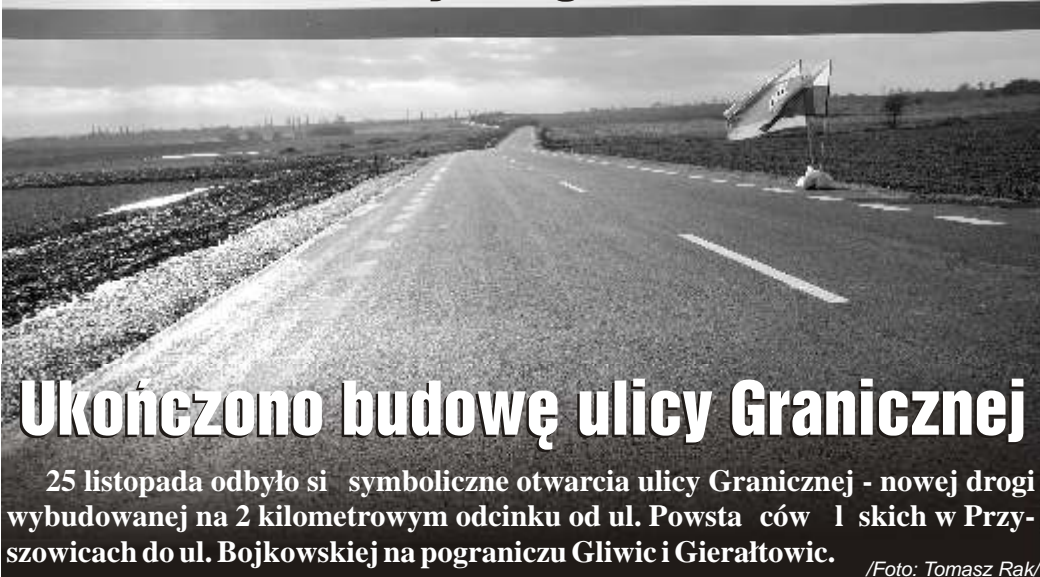 Ukończono budowę ulicy Granicznej
25 listopada odbyło si symboliczne otwarcia ulicy Granicznej - nowej drogi
wybudowanej na 2 kilometrowym odcinku od ul. Powsta ców l skich w Przy-
szowicach do ul. Bojkowskiej na pograniczu Gliwic i Gierałtowic.
/Foto: Tomasz Rak/